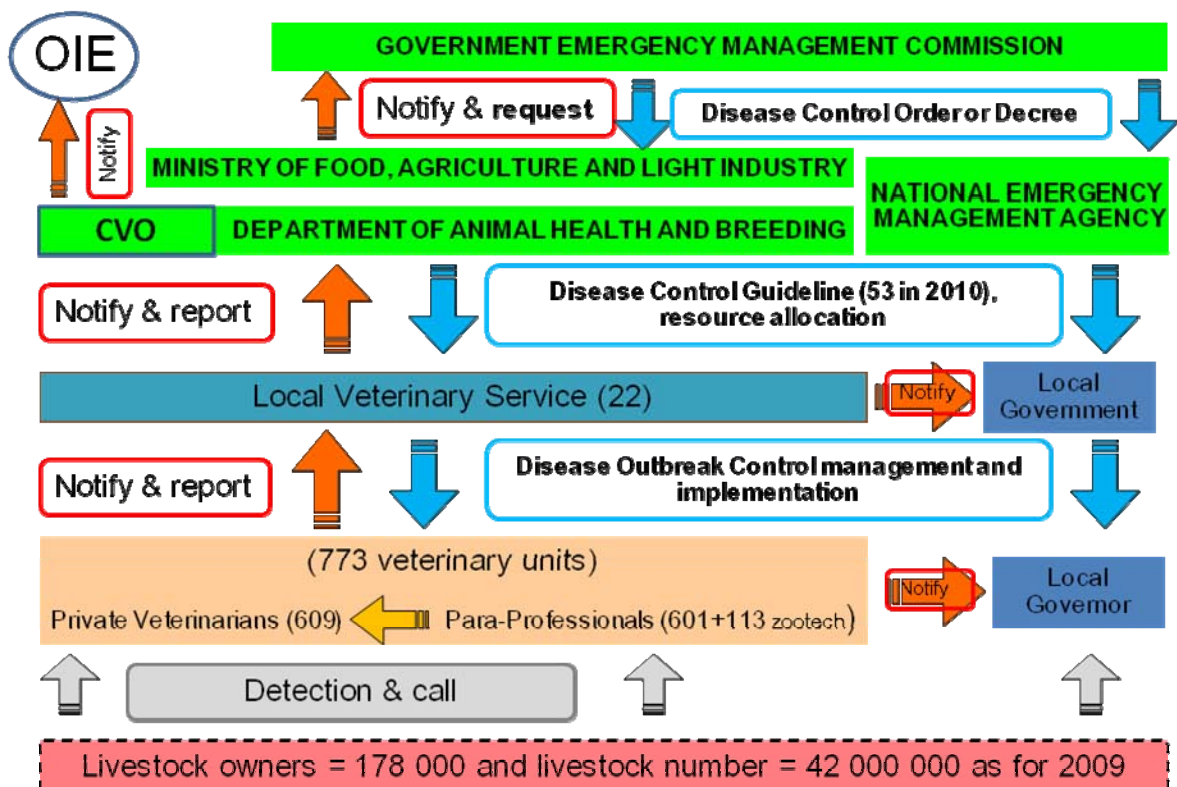 OIE
GOVERNMENT EMERGENCY MANAGEMENT COMMISSION
Notify
Notify & request
Disease Control Order or Decree
MINISTRY OF FOOD, AGRICULTURE AND LIGHT INDUSTRY
CVO
DEPARTMENT OF ANIMAL HEALTH AND BREEDING
NATIONAL EMERGENCY
MANAGEMENT AGENCY
Notify & report
Disease Control Guideline (53 in 2010),
resource allocation
Local Veterinary Service (22)
Notify
Local
Government
Notify & report
Disease Outbreak Control management and
implementation
(773 veterinary units)
Private Veterinarians (609)
Para-Professionals (601+113 zootech)
Notify
Local
Governor
Detection & call
Livestock owners = 178 000 and livestock number = 42 000 000 as for 2009